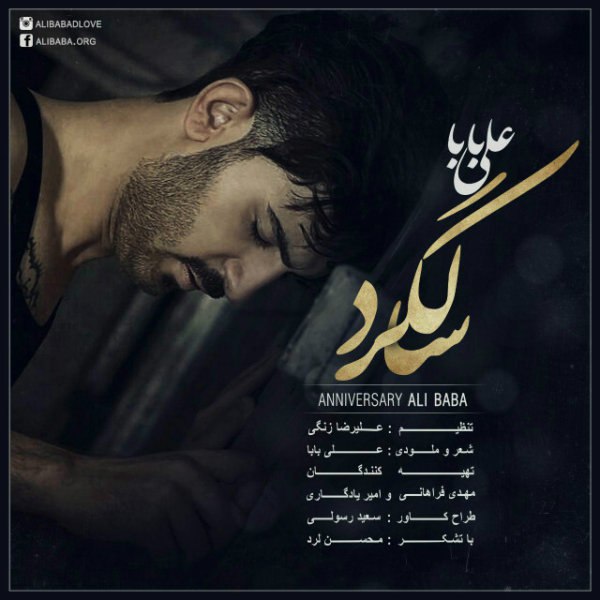 ALIBABADLOVE
ALIBABA.ORG
علی بابا
سالگرد
ANNIVERSARY ALI BABA
تنظیم : علیرضا زنگی
شعر و ملودی : علی بابا
تهیه کنندگان
مهدی فراهانی و امیر یادگاری
طراح کاور : سعید رسولی
با تشکر : محسن لرد